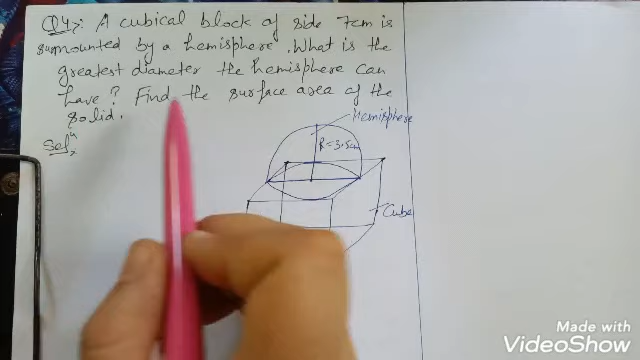 Q4:- A cubical block of side 7cm is
surmounted by a hemisphere. What is the
greatest diameter the hemisphere can
have? Find the surface area of the
solid.
Hemisphere
Solⁿ
R=3.5cm
Cube
Made with
VideoShow